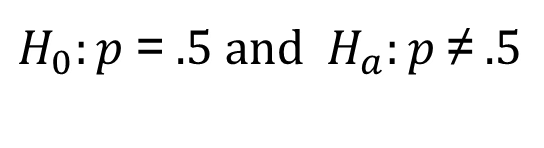 H₀: p = .5 and Hₐ: p ≠ .5